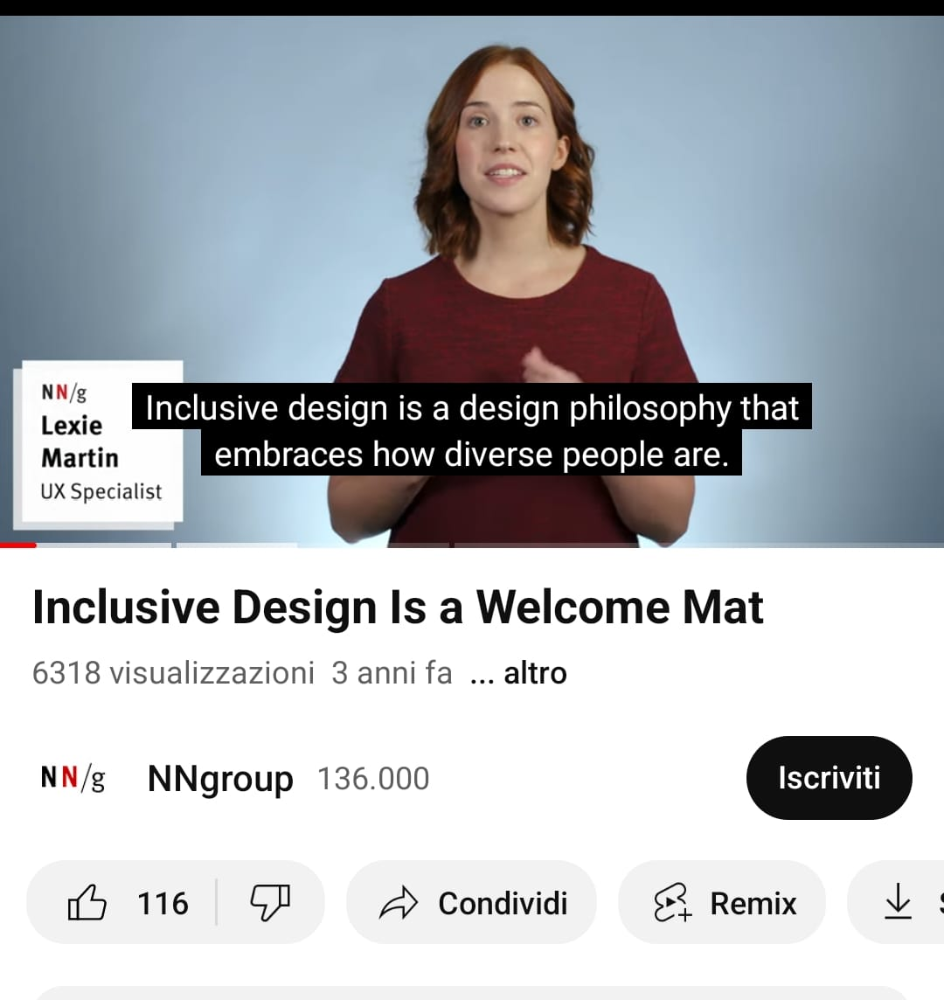 NN/g
Lexie
Martin
UX Specialist
Inclusive design is a design philosophy that
embraces how diverse people are.
Inclusive Design Is a Welcome Mat
6318 visualizzazioni 3 anni fa ... altro
NN/g NNgroup 136.000 Iscriviti
116 Condividi Remix